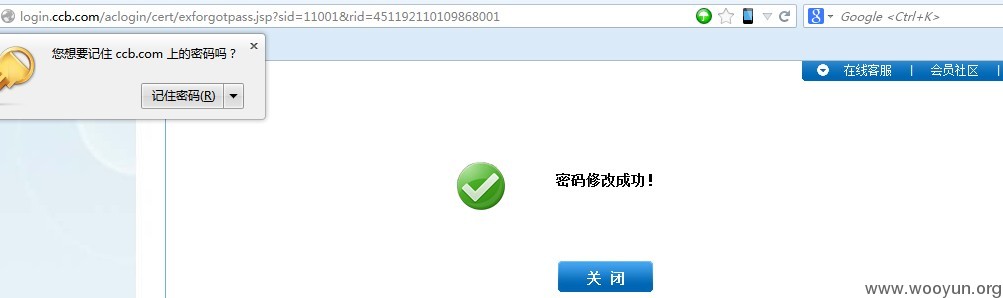 login.ccb.com/aclogin/cert/exforgotpass.jsp?sid=11001&rid=451192110109868001
Google <Ctrl+K>
您想要记住 ccb.com 上的密码吗？
记住密码(R)
在线客服 | 会员社区 |
密码修改成功！
关 闭
www.wooyun.org